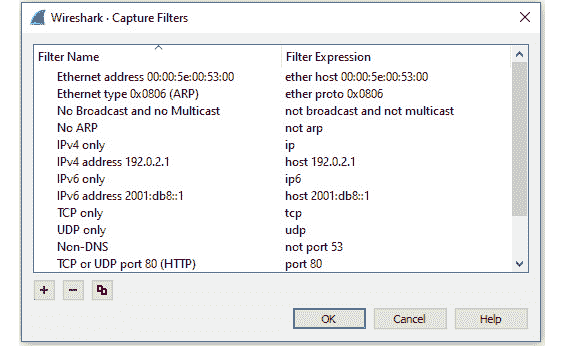 Wireshark · Capture Filters
Filter Name Filter Expression
Ethernet address 00:00:5e:00:53:00 ether host 00:00:5e:00:53:00
Ethernet type 0x0806 (ARP) ether proto 0x0806
No Broadcast and no Multicast not broadcast and not multicast
No ARP not arp
IPv4 only ip
IPv4 address 192.0.2.1 host 192.0.2.1
IPv6 only ip6
IPv6 address 2001:db8::1 host 2001:db8::1
TCP only tcp
UDP only udp
Non-DNS not port 53
TCP or UDP port 80 (HTTP) port 80
OK Cancel Help